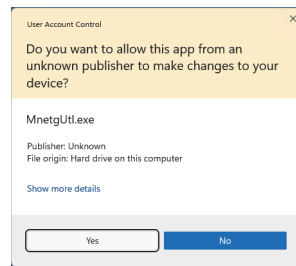 User Account Control
Do you want to allow this app from an
unknown publisher to make changes to your
device?
MnetgUtl.exe
Publisher: Unknown
File origin: Hard drive on this computer
Show more details
Yes
No